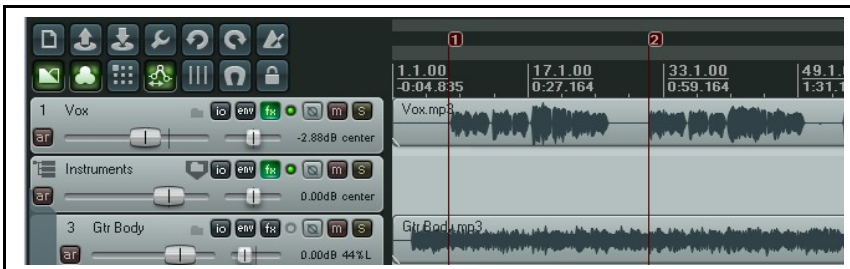 1 2
1.1.00 17.1.00 33.1.00 49.1.
-0:04.835 0:27.164 0:59.164 1:31.1
1 Vox io env fx m s
ar -2.88dB center
Vox.mp3
Instruments io env fx m s
ar 0.00dB center
3 Gtr Body io env fx m s
ar 0.00dB 44%L
Gtr Body.mp3